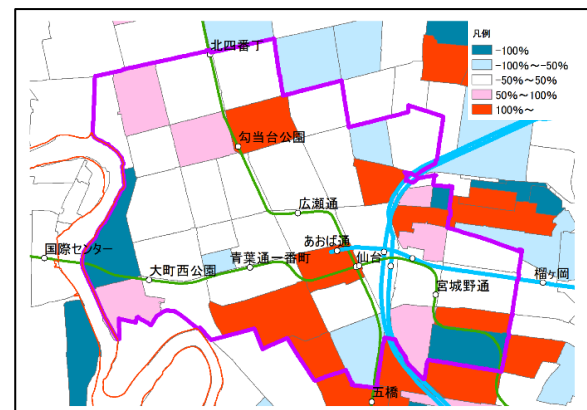 凡例
-100%
-100%~-50%
-50%~50%
50%~100%
100%~
北四番丁
勾当台公園
広瀬通
あおば通
国際センター
青葉通一番町
仙台
榴ヶ岡
大町西公園
宮城野通
五橋